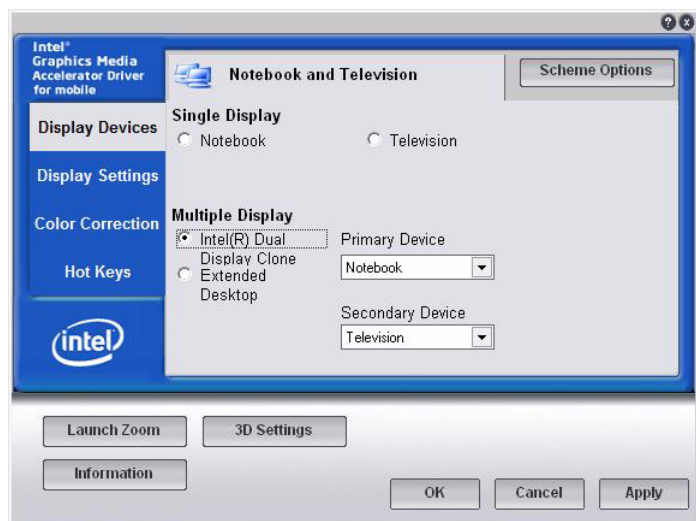 Intel®
Graphics Media
Accelerator Driver
for mobile
Notebook and Television
Scheme Options
Display Devices
Display Settings
Color Correction
Hot Keys
intel
Single Display
Notebook
Television
Multiple Display
Intel(R) Dual
Display Clone
Extended
Desktop
Primary Device
Notebook
Secondary Device
Television
Launch Zoom
3D Settings
Information
OK
Cancel
Apply